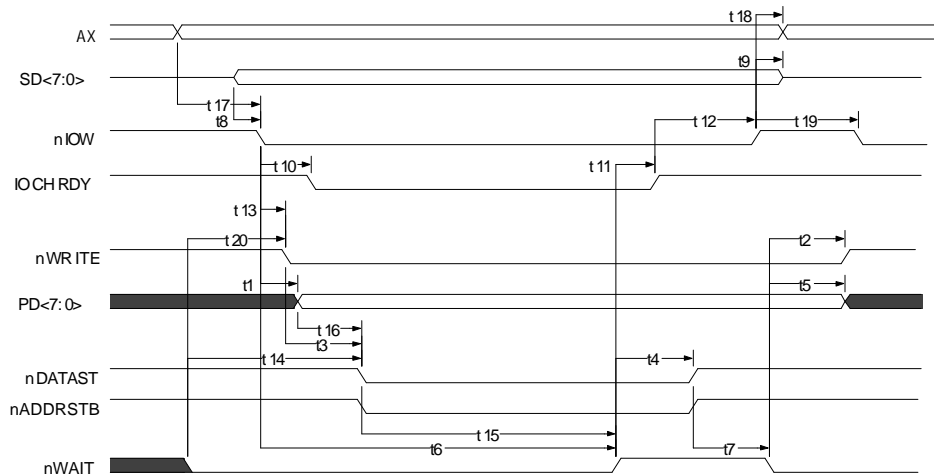 t18
AX
t9
SD<7:0>
t17
t8
t12
t19
nIOW
t10
t11
IOCHRDY
t13
t20
t2
nWRITE
t1
t5
PD<7:0>
t16
t3
t14
t4
nDATAST
nADDRSTB
t15
t6
t7
nWAIT